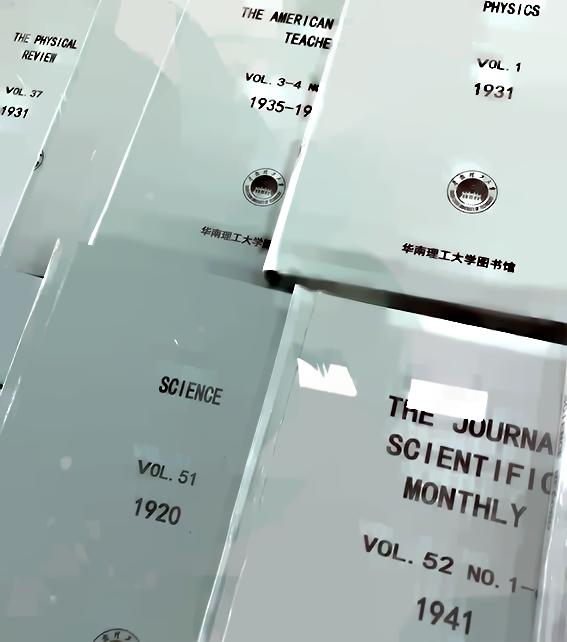 THE PHYSICAL
REVIEW
VOL. 37
1931
THE AMERICAN
TEACHE
VOL. 3-4
1935-19
华南理工大学
PHYSICS
VOL. 1
1931
华南理工大学图书馆
SCIENCE
VOL. 51
1920
THE JOURNA
SCIENTIFIC
MONTHLY
VOL. 52 NO. 1-
1941